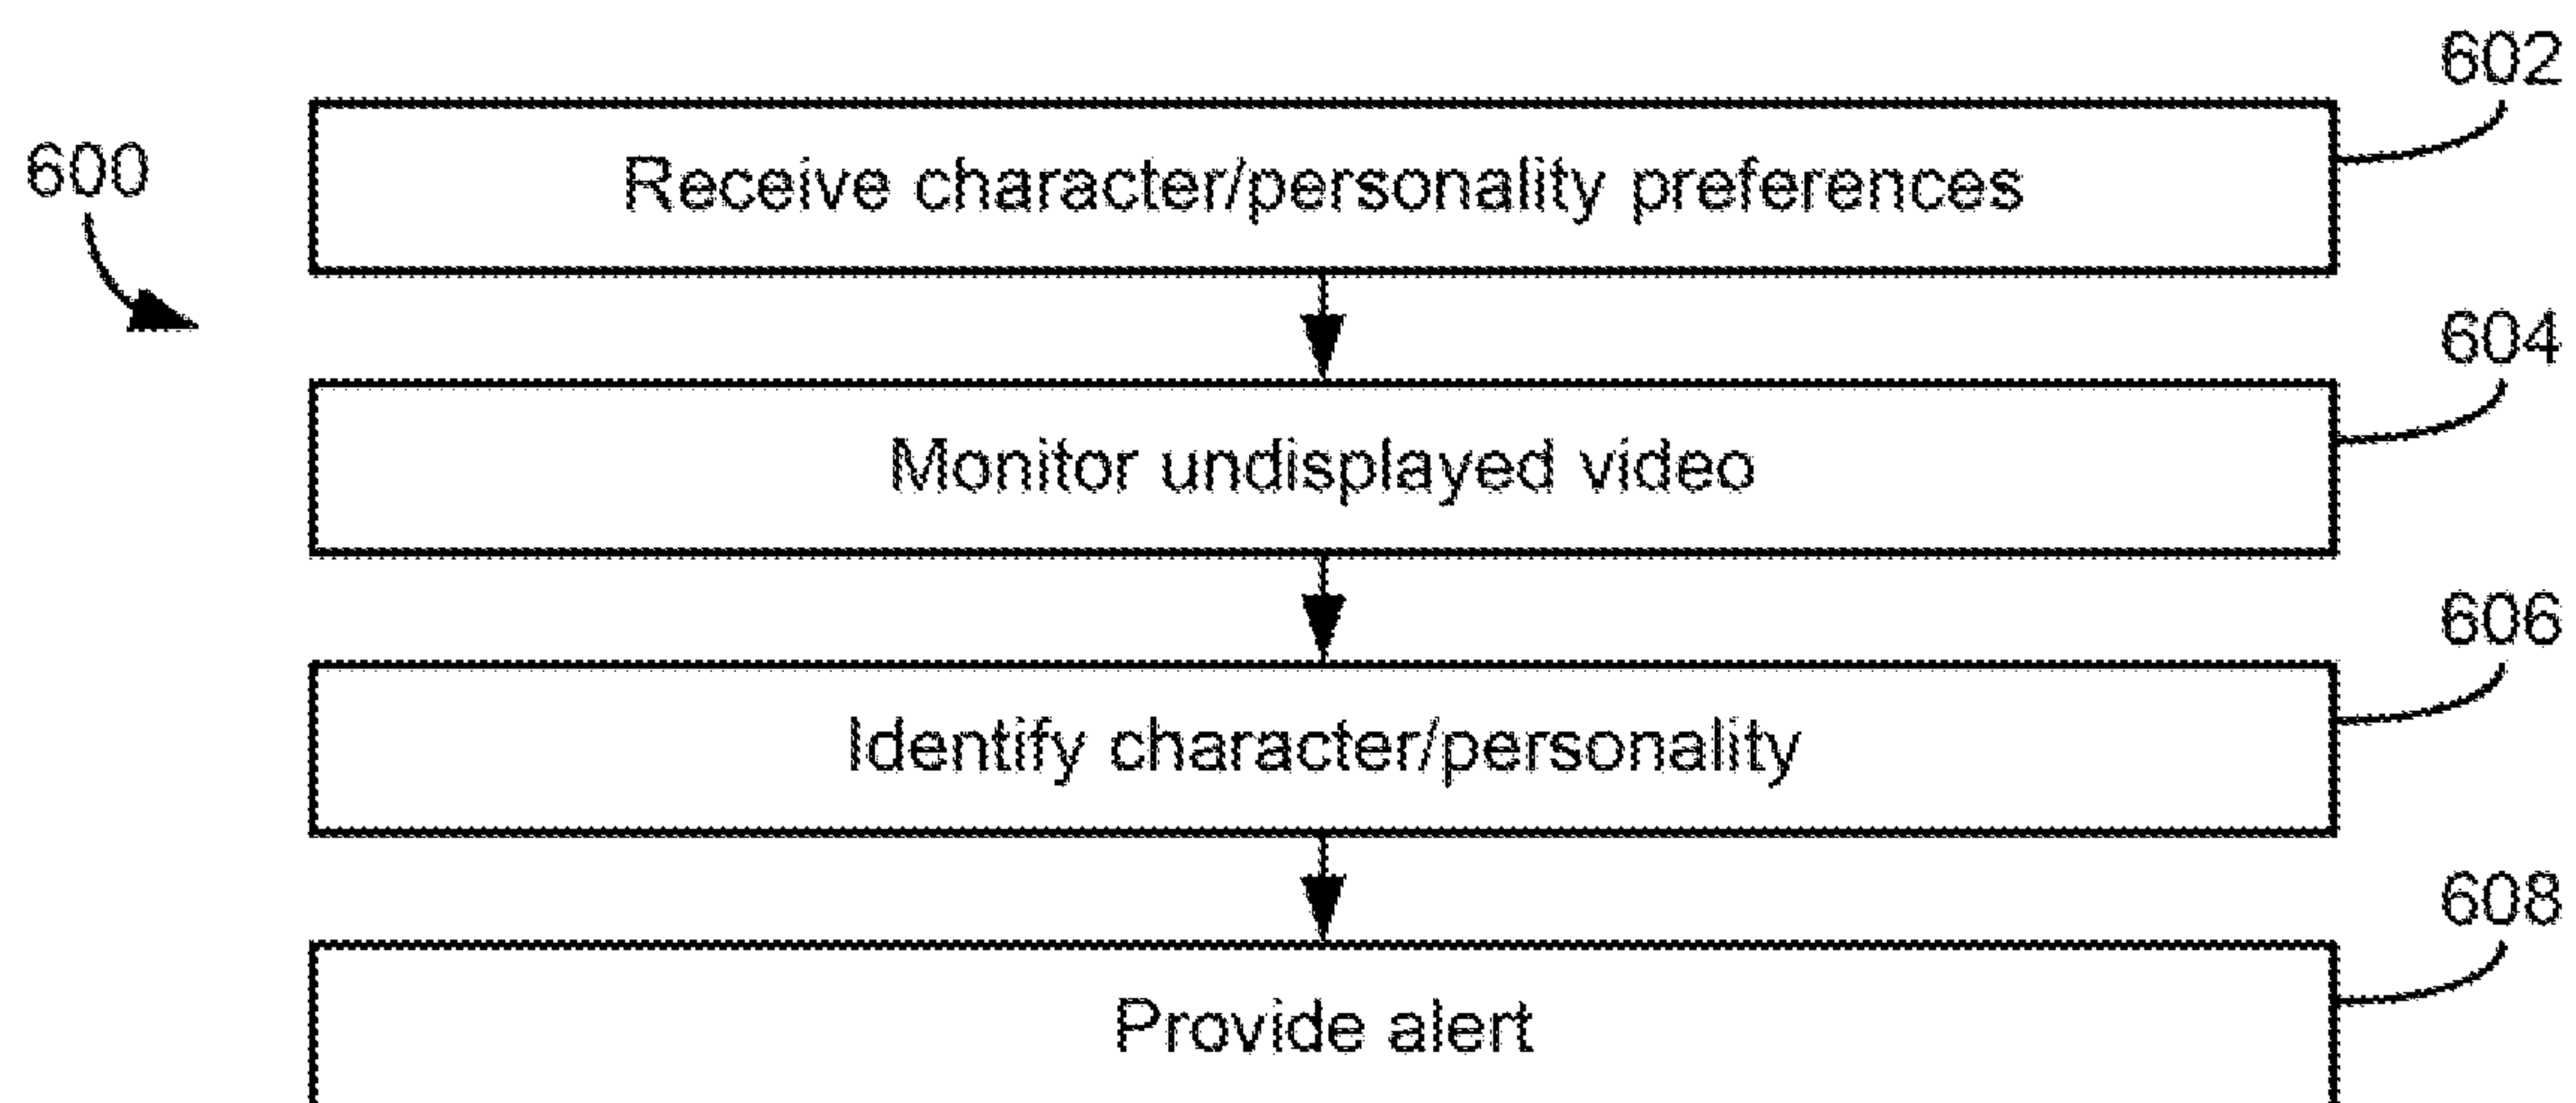 602
600
Receive character/personality preferences
604
Monitor undisplayed video
606
Identify character/personality
608
Provide alert